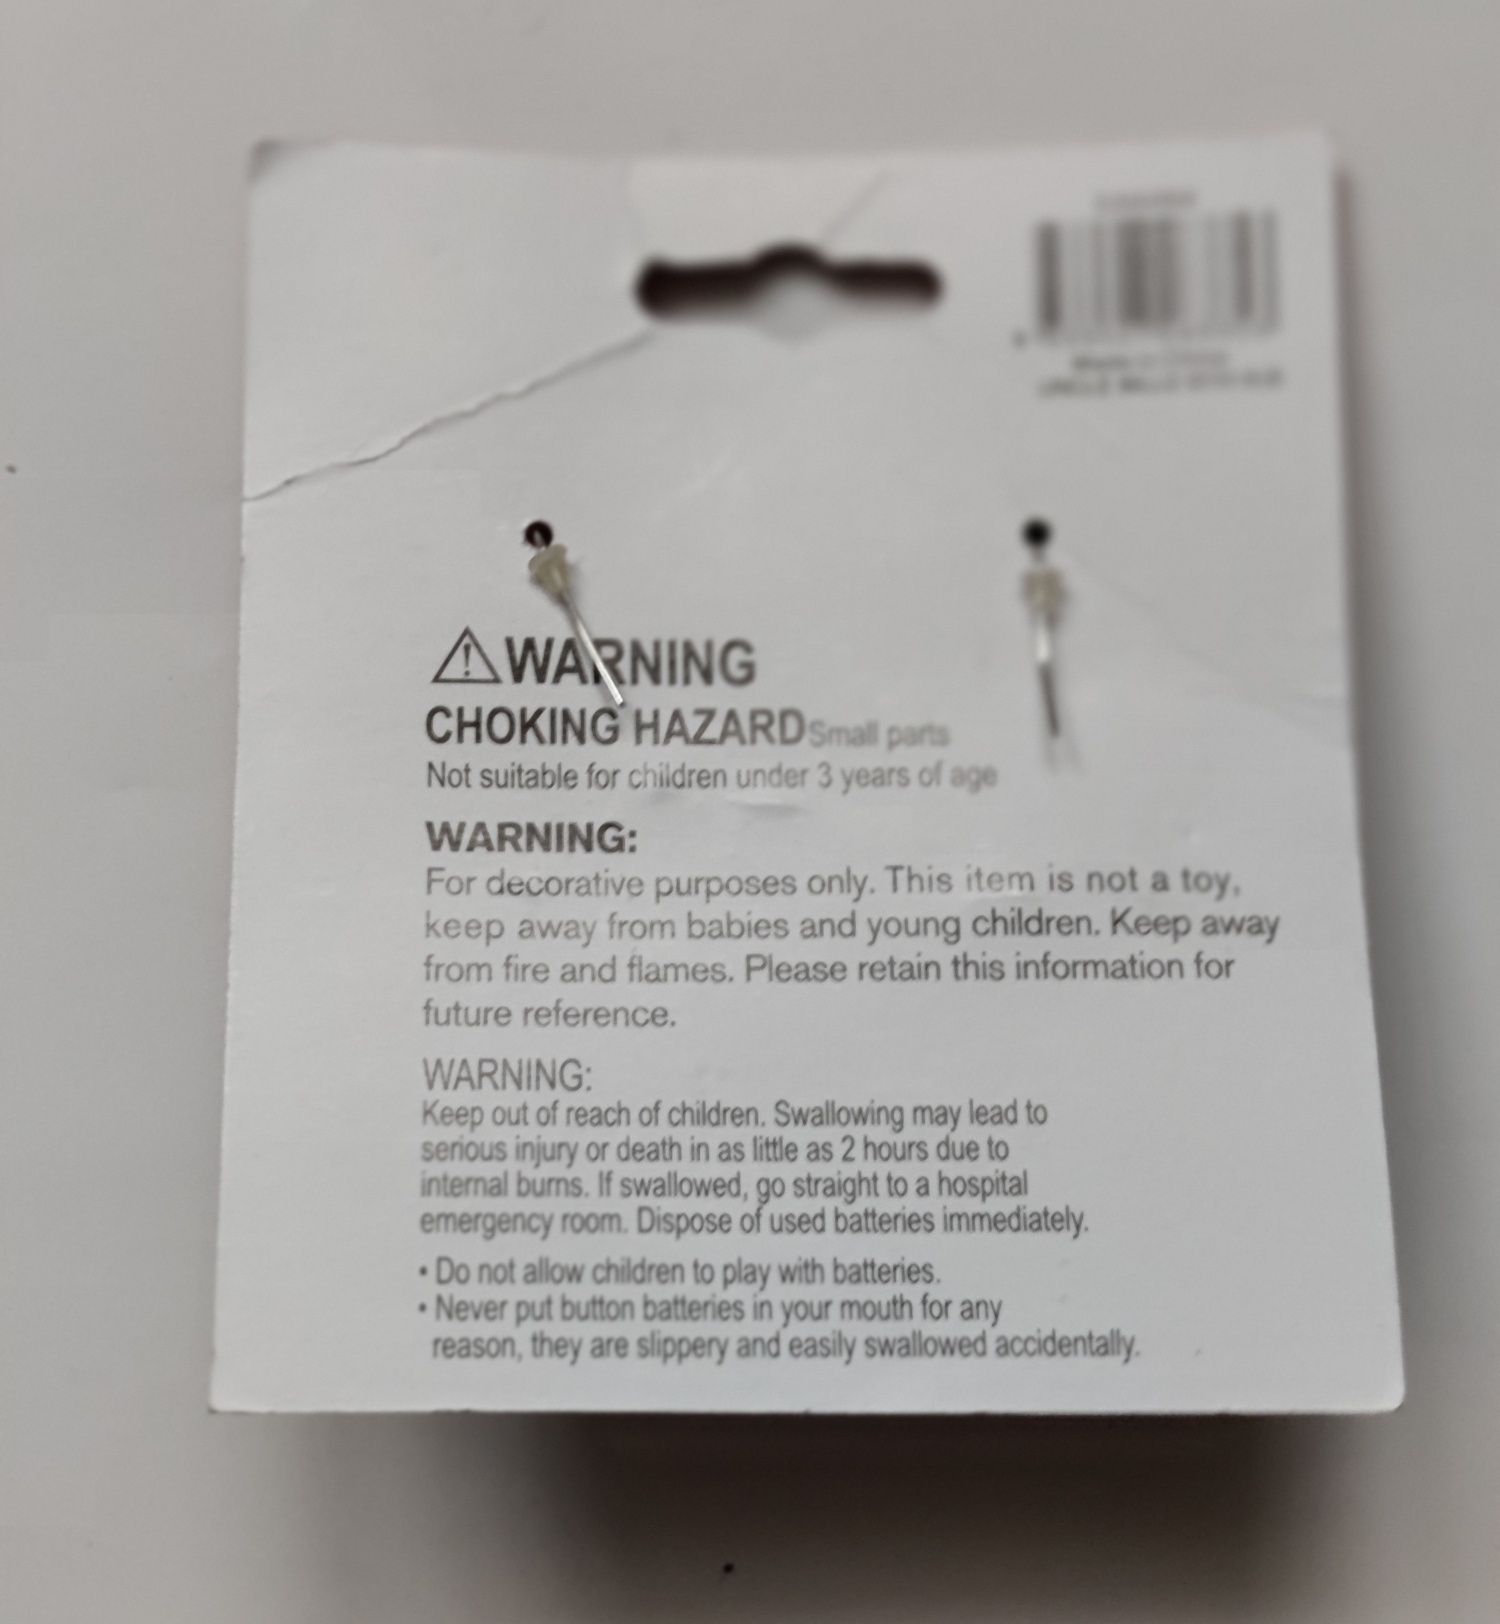 Made in China
WARNING
CHOKING HAZARD Small parts
Not suitable for children under 3 years of age
WARNING:
For decorative purposes only. This item is not a toy,
keep away from babies and young children. Keep away
from fire and flames. Please retain this information for
future reference.
WARNING:
Keep out of reach of children. Swallowing may lead to
serious injury or death in as little as 2 hours due to
internal burns. If swallowed, go straight to a hospital
emergency room. Dispose of used batteries immediately.
• Do not allow children to play with batteries.
• Never put button batteries in your mouth for any
reason, they are slippery and easily swallowed accidentally.